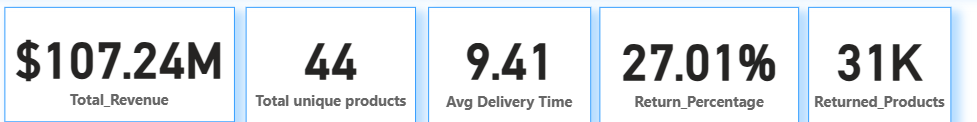 $107.24M
Total_Revenue
44
Total unique products
9.41
Avg Delivery Time
27.01%
Return_Percentage
31K
Returned_Products